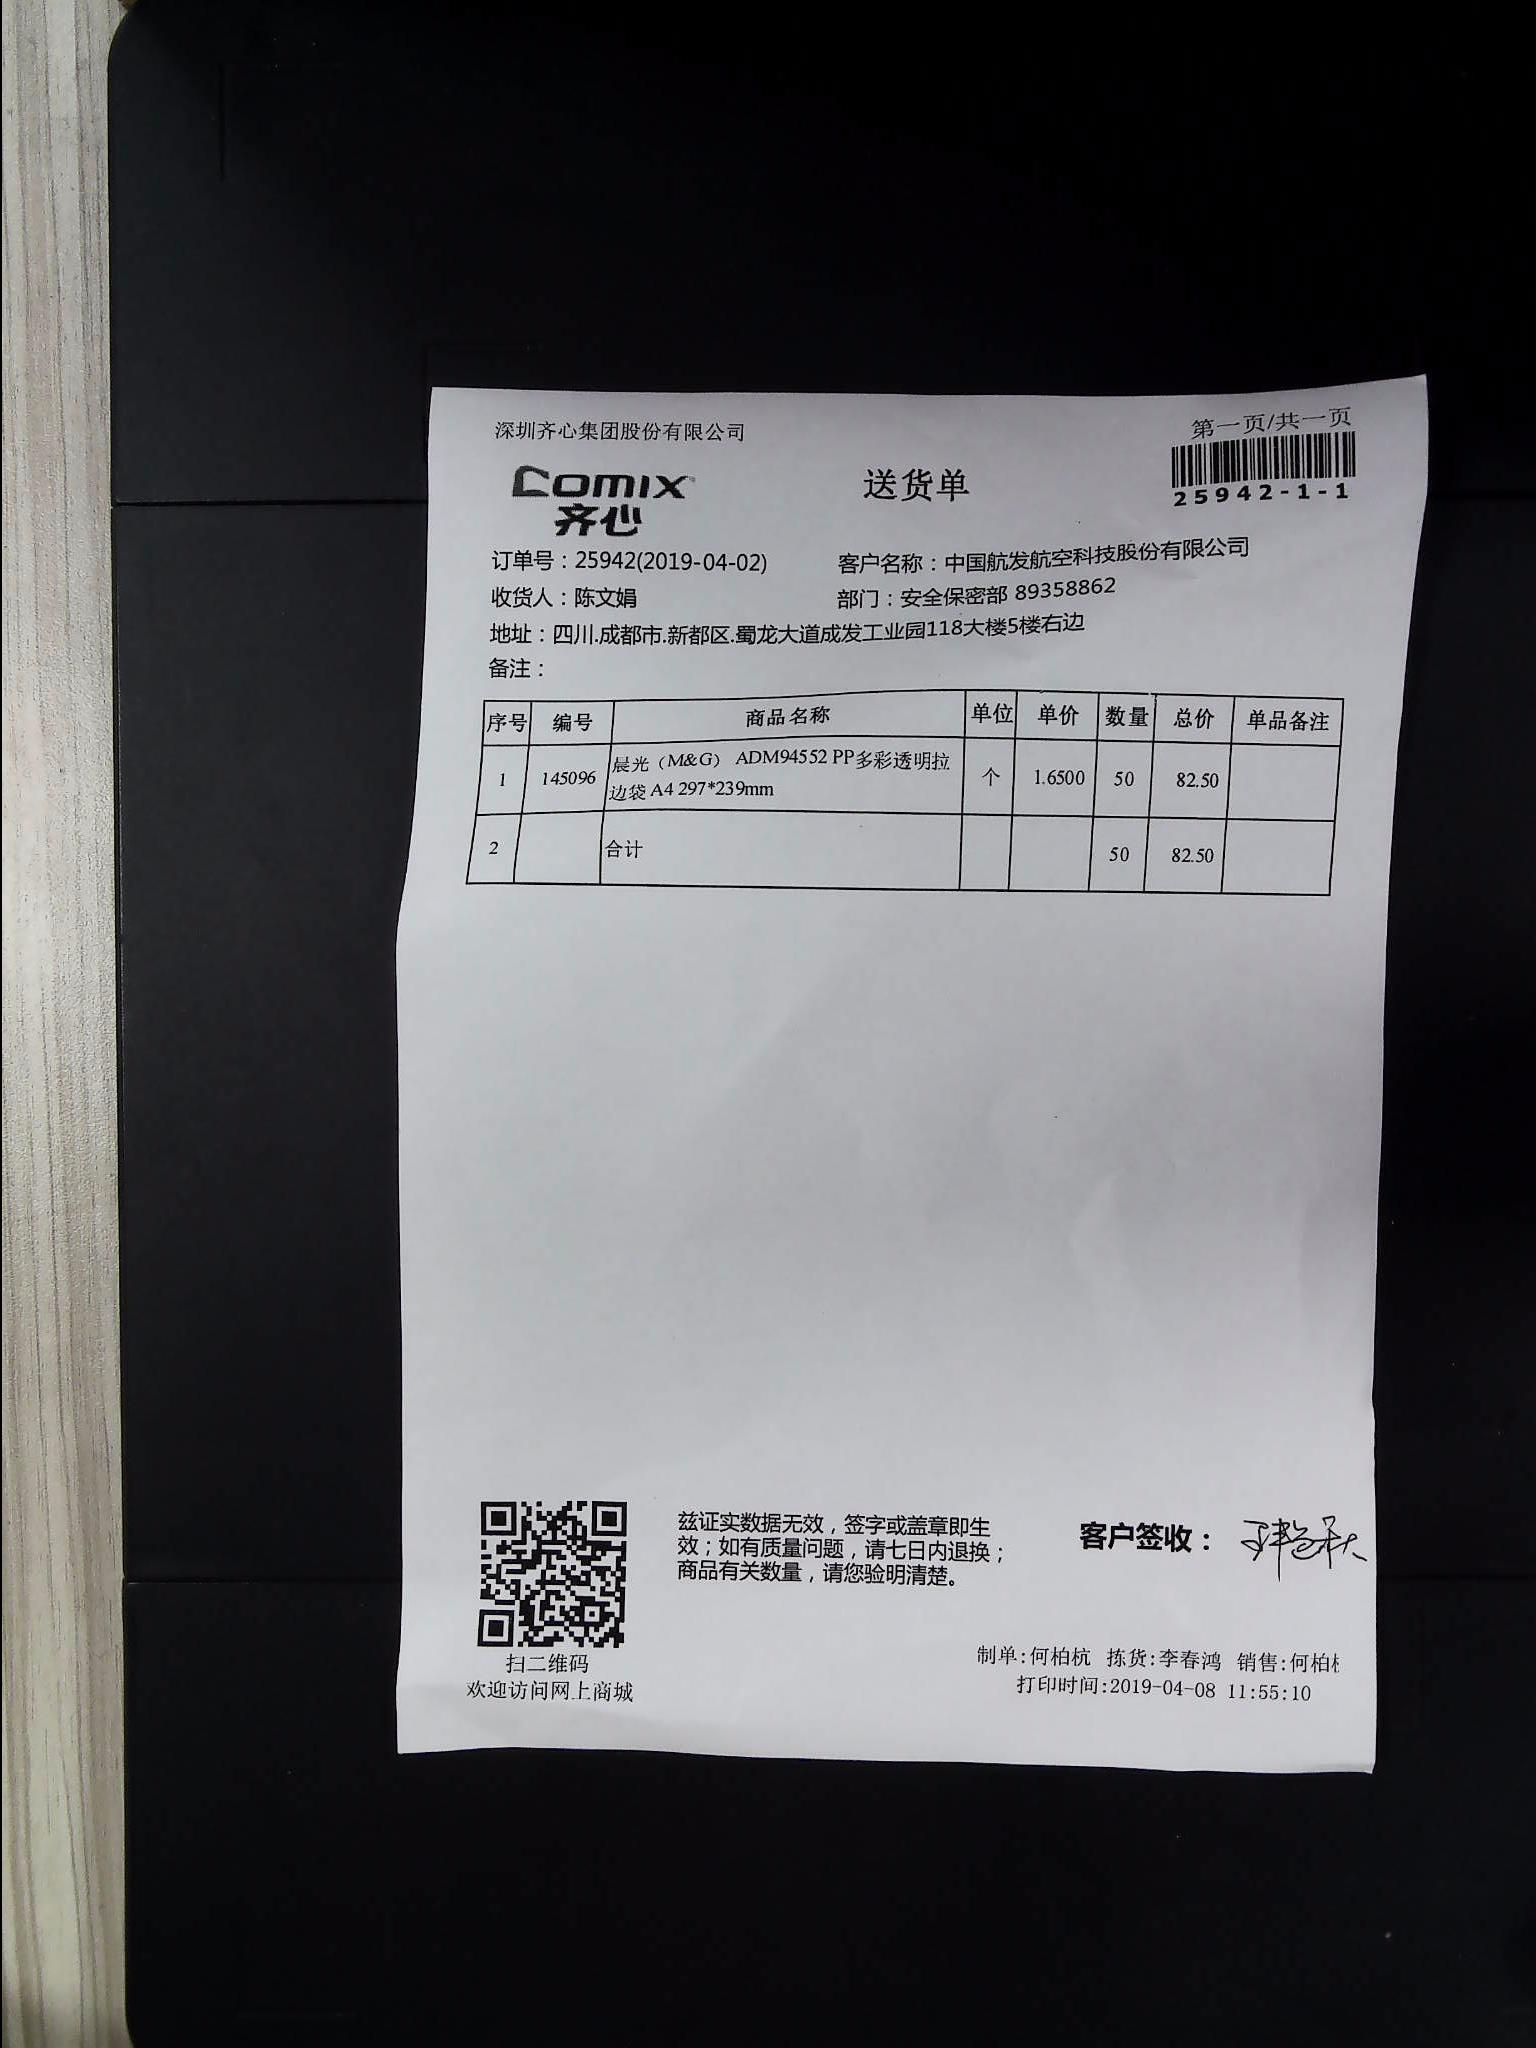 深圳齐心集团股份有限公司
第一页/共一页
comix
齐心
送货单
25942-1-1
订单号：25942(2019-04-02)
客户名称：中国航发航空科技股份有限公司
收货人：陈文娟
部门：安全保密部 89358862
地址：四川.成都市.新都区.蜀龙大道成发工业园118大楼5楼右边
备注：
序号 编号 商品名称 单位 单价 数量 总价 单品备注
1 145096 晨光（M&G） ADM94552 PP多彩透明拉边袋 A4 297*239mm 个 1.6500 50 82.50
2 合计 50 82.50
兹证实数据无效，签字或盖章即生
效；如有质量问题，请七日内退换；
商品有关数量，请您验明清楚。
客户签收：
扫二维码
欢迎访问网上商城
制单:何柏杭 拣货:李春鸿 销售:何柏
打印时间:2019-04-08 11:55:10